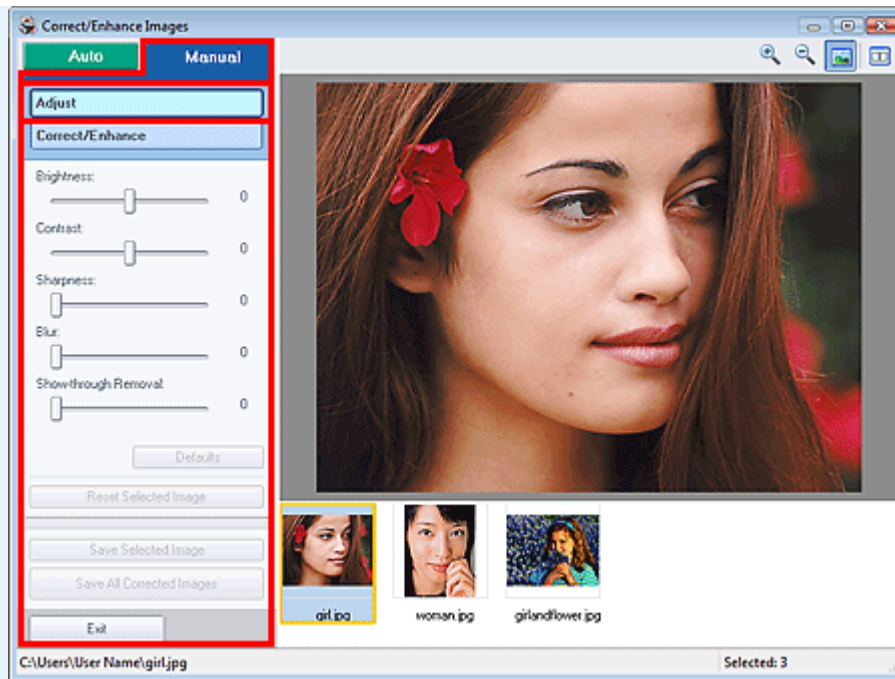 Correct/Enhance Images
Auto Manual
Adjust
Correct/Enhance
Brightness:
0
Contrast:
0
Sharpness:
0
Blur:
0
Show-through Removal:
0
Defaults
Reset Selected Image
Save Selected Image
Save All Corrected Images
Exit
girl.jpg woman.jpg girlandflower.jpg
C:\Users\User Name\girl.jpg Selected: 3